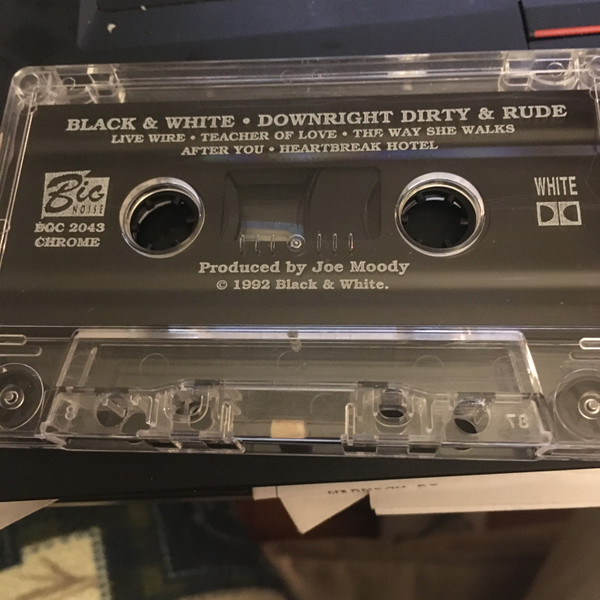 BLACK & WHITE • DOWNRIGHT DIRTY & RUDE
LIVE WIRE • TEACHER OF LOVE • THE WAY SHE WALKS
AFTER YOU • HEARTBREAK HOTEL
Big
NOISE
BGC 2043
CHROME
WHITE
Produced by Joe Moody
© 1992 Black & White.